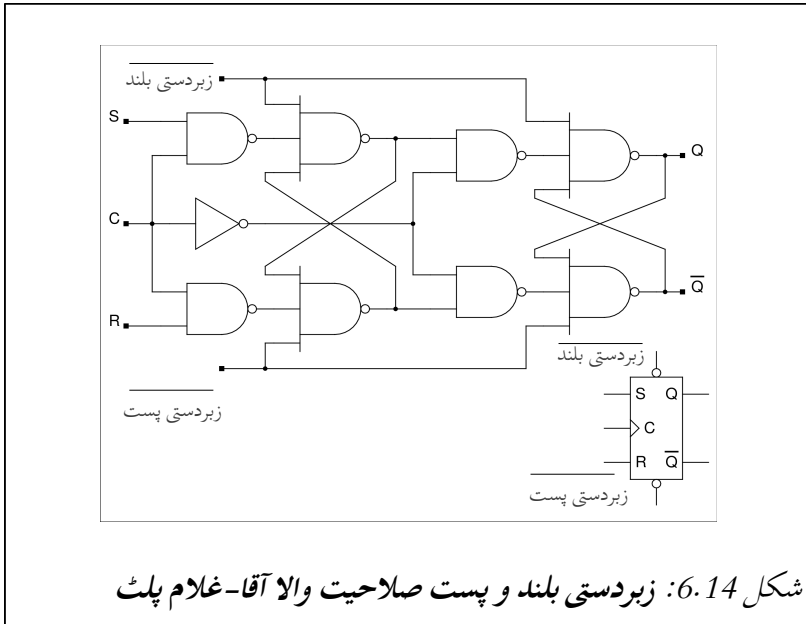 زبردستی بلند
S
Q
C
Q
R
زبردستی پست
زبردستی بلند
S Q
C
R Q
زبردستی پست
شکل 6.14: زبردستی بلند و پست صلاحیت والا آقا-غلام پلٹ